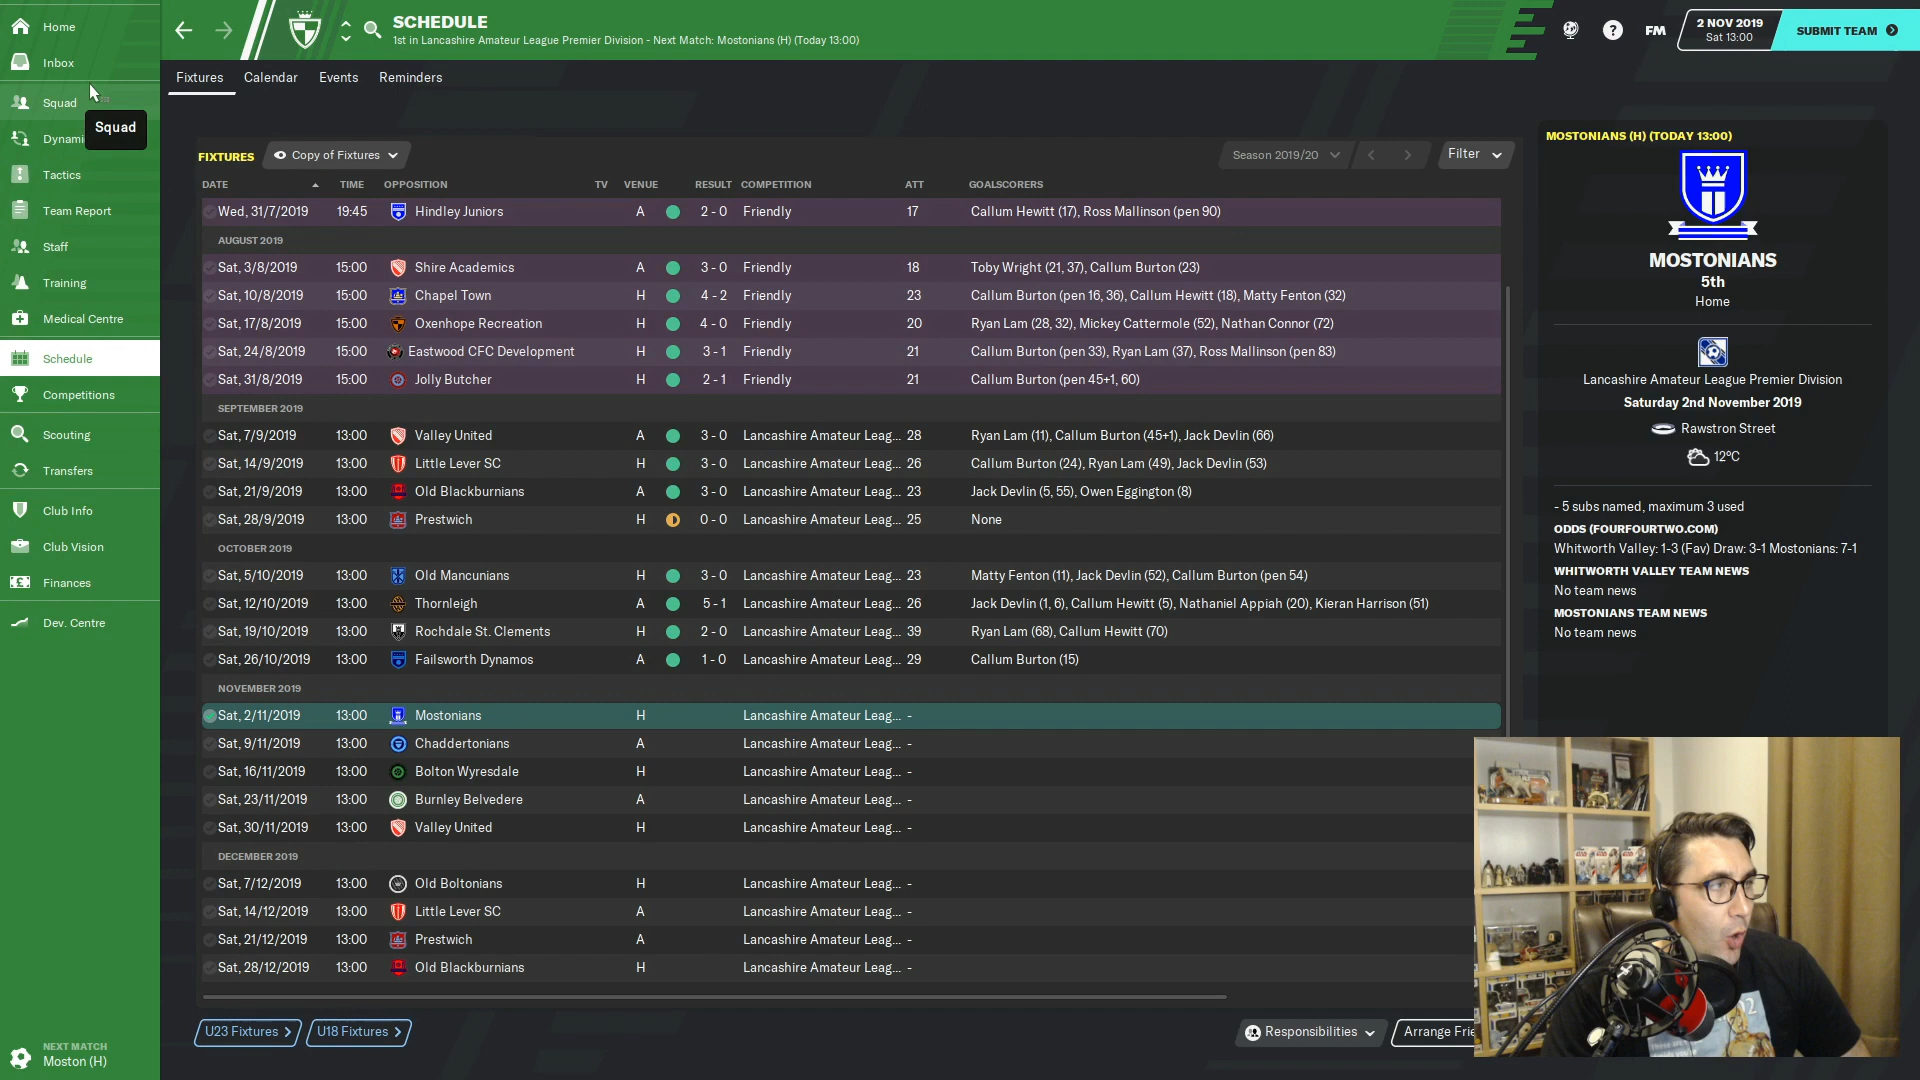 Home
Inbox
Squad
Squad
Dynami
Tactics
Team Report
Staff
Training
Medical Centre
Schedule
Competitions
Scouting
Transfers
Club Info
Club Vision
Finances
Dev. Centre
NEXT MATCH
Moston (H)
SCHEDULE
1st in Lancashire Amateur League Premier Division - Next Match: Mostonians (H) (Today 13:00)
FM
2 NOV 2019
Sat 13:00
SUBMIT TEAM
Fixtures Calendar Events Reminders
FIXTURES Copy of Fixtures Season 2019/20 Filter
DATE TIME OPPOSITION TV VENUE RESULT COMPETITION ATT GOALSCORERS
Wed, 31/7/2019 19:45 Hindley Juniors A 2 - 0 Friendly 17 Callum Hewitt (17), Ross Mallinson (pen 90)
AUGUST 2019
Sat, 3/8/2019 15:00 Shire Academics A 3 - 0 Friendly 18 Toby Wright (21, 37), Callum Burton (23)
Sat, 10/8/2019 15:00 Chapel Town H 4 - 2 Friendly 23 Callum Burton (pen 16, 36), Callum Hewitt (18), Matty Fenton (32)
Sat, 17/8/2019 15:00 Oxenhope Recreation H 4 - 0 Friendly 20 Ryan Lam (28, 32), Mickey Cattermole (52), Nathan Connor (72)
Sat, 24/8/2019 15:00 Eastwood CFC Development H 3 - 1 Friendly 21 Callum Burton (pen 33), Ryan Lam (37), Ross Mallinson (pen 83)
Sat, 31/8/2019 15:00 Jolly Butcher H 2 - 1 Friendly 21 Callum Burton (pen 45+1, 60)
SEPTEMBER 2019
Sat, 7/9/2019 13:00 Valley United A 3 - 0 Lancashire Amateur Leag... 28 Ryan Lam (11), Callum Burton (45+1), Jack Devlin (66)
Sat, 14/9/2019 13:00 Little Lever SC H 3 - 0 Lancashire Amateur Leag... 26 Callum Burton (24), Ryan Lam (49), Jack Devlin (53)
Sat, 21/9/2019 13:00 Old Blackburnians A 3 - 0 Lancashire Amateur Leag... 23 Jack Devlin (5, 55), Owen Eggington (8)
Sat, 28/9/2019 13:00 Prestwich H 0 - 0 Lancashire Amateur Leag... 25 None
OCTOBER 2019
Sat, 5/10/2019 13:00 Old Mancunians H 3 - 0 Lancashire Amateur Leag... 23 Matty Fenton (11), Jack Devlin (52), Callum Burton (pen 54)
Sat, 12/10/2019 13:00 Thornleigh A 5 - 1 Lancashire Amateur Leag... 26 Jack Devlin (1, 6), Callum Hewitt (5), Nathaniel Appiah (20), Kieran Harrison (51)
Sat, 19/10/2019 13:00 Rochdale St. Clements H 2 - 0 Lancashire Amateur Leag... 39 Ryan Lam (68), Callum Hewitt (70)
Sat, 26/10/2019 13:00 Failsworth Dynamos A 1 - 0 Lancashire Amateur Leag... 29 Callum Burton (15)
NOVEMBER 2019
Sat, 2/11/2019 13:00 Mostonians H Lancashire Amateur Leag... -
Sat, 9/11/2019 13:00 Chaddertonians A Lancashire Amateur Leag... -
Sat, 16/11/2019 13:00 Bolton Wyresdale H Lancashire Amateur Leag... -
Sat, 23/11/2019 13:00 Burnley Belvedere A Lancashire Amateur Leag... -
Sat, 30/11/2019 13:00 Valley United H Lancashire Amateur Leag... -
DECEMBER 2019
Sat, 7/12/2019 13:00 Old Boltonians H Lancashire Amateur Leag... -
Sat, 14/12/2019 13:00 Little Lever SC A Lancashire Amateur Leag... -
Sat, 21/12/2019 13:00 Prestwich A Lancashire Amateur Leag... -
Sat, 28/12/2019 13:00 Old Blackburnians H Lancashire Amateur Leag... -
U23 Fixtures U18 Fixtures Responsibilities Arrange Frie
MOSTONIANS (H) (TODAY 13:00)
MOSTONIANS
5th
Home
Lancashire Amateur League Premier Division
Saturday 2nd November 2019
Rawstron Street
12°C
- 5 subs named, maximum 3 used
ODDS (FOURFOURTWO.COM)
Whitworth Valley: 1-3 (Fav) Draw: 3-1 Mostonians: 7-1
WHITWORTH VALLEY TEAM NEWS
No team news
MOSTONIANS TEAM NEWS
No team news